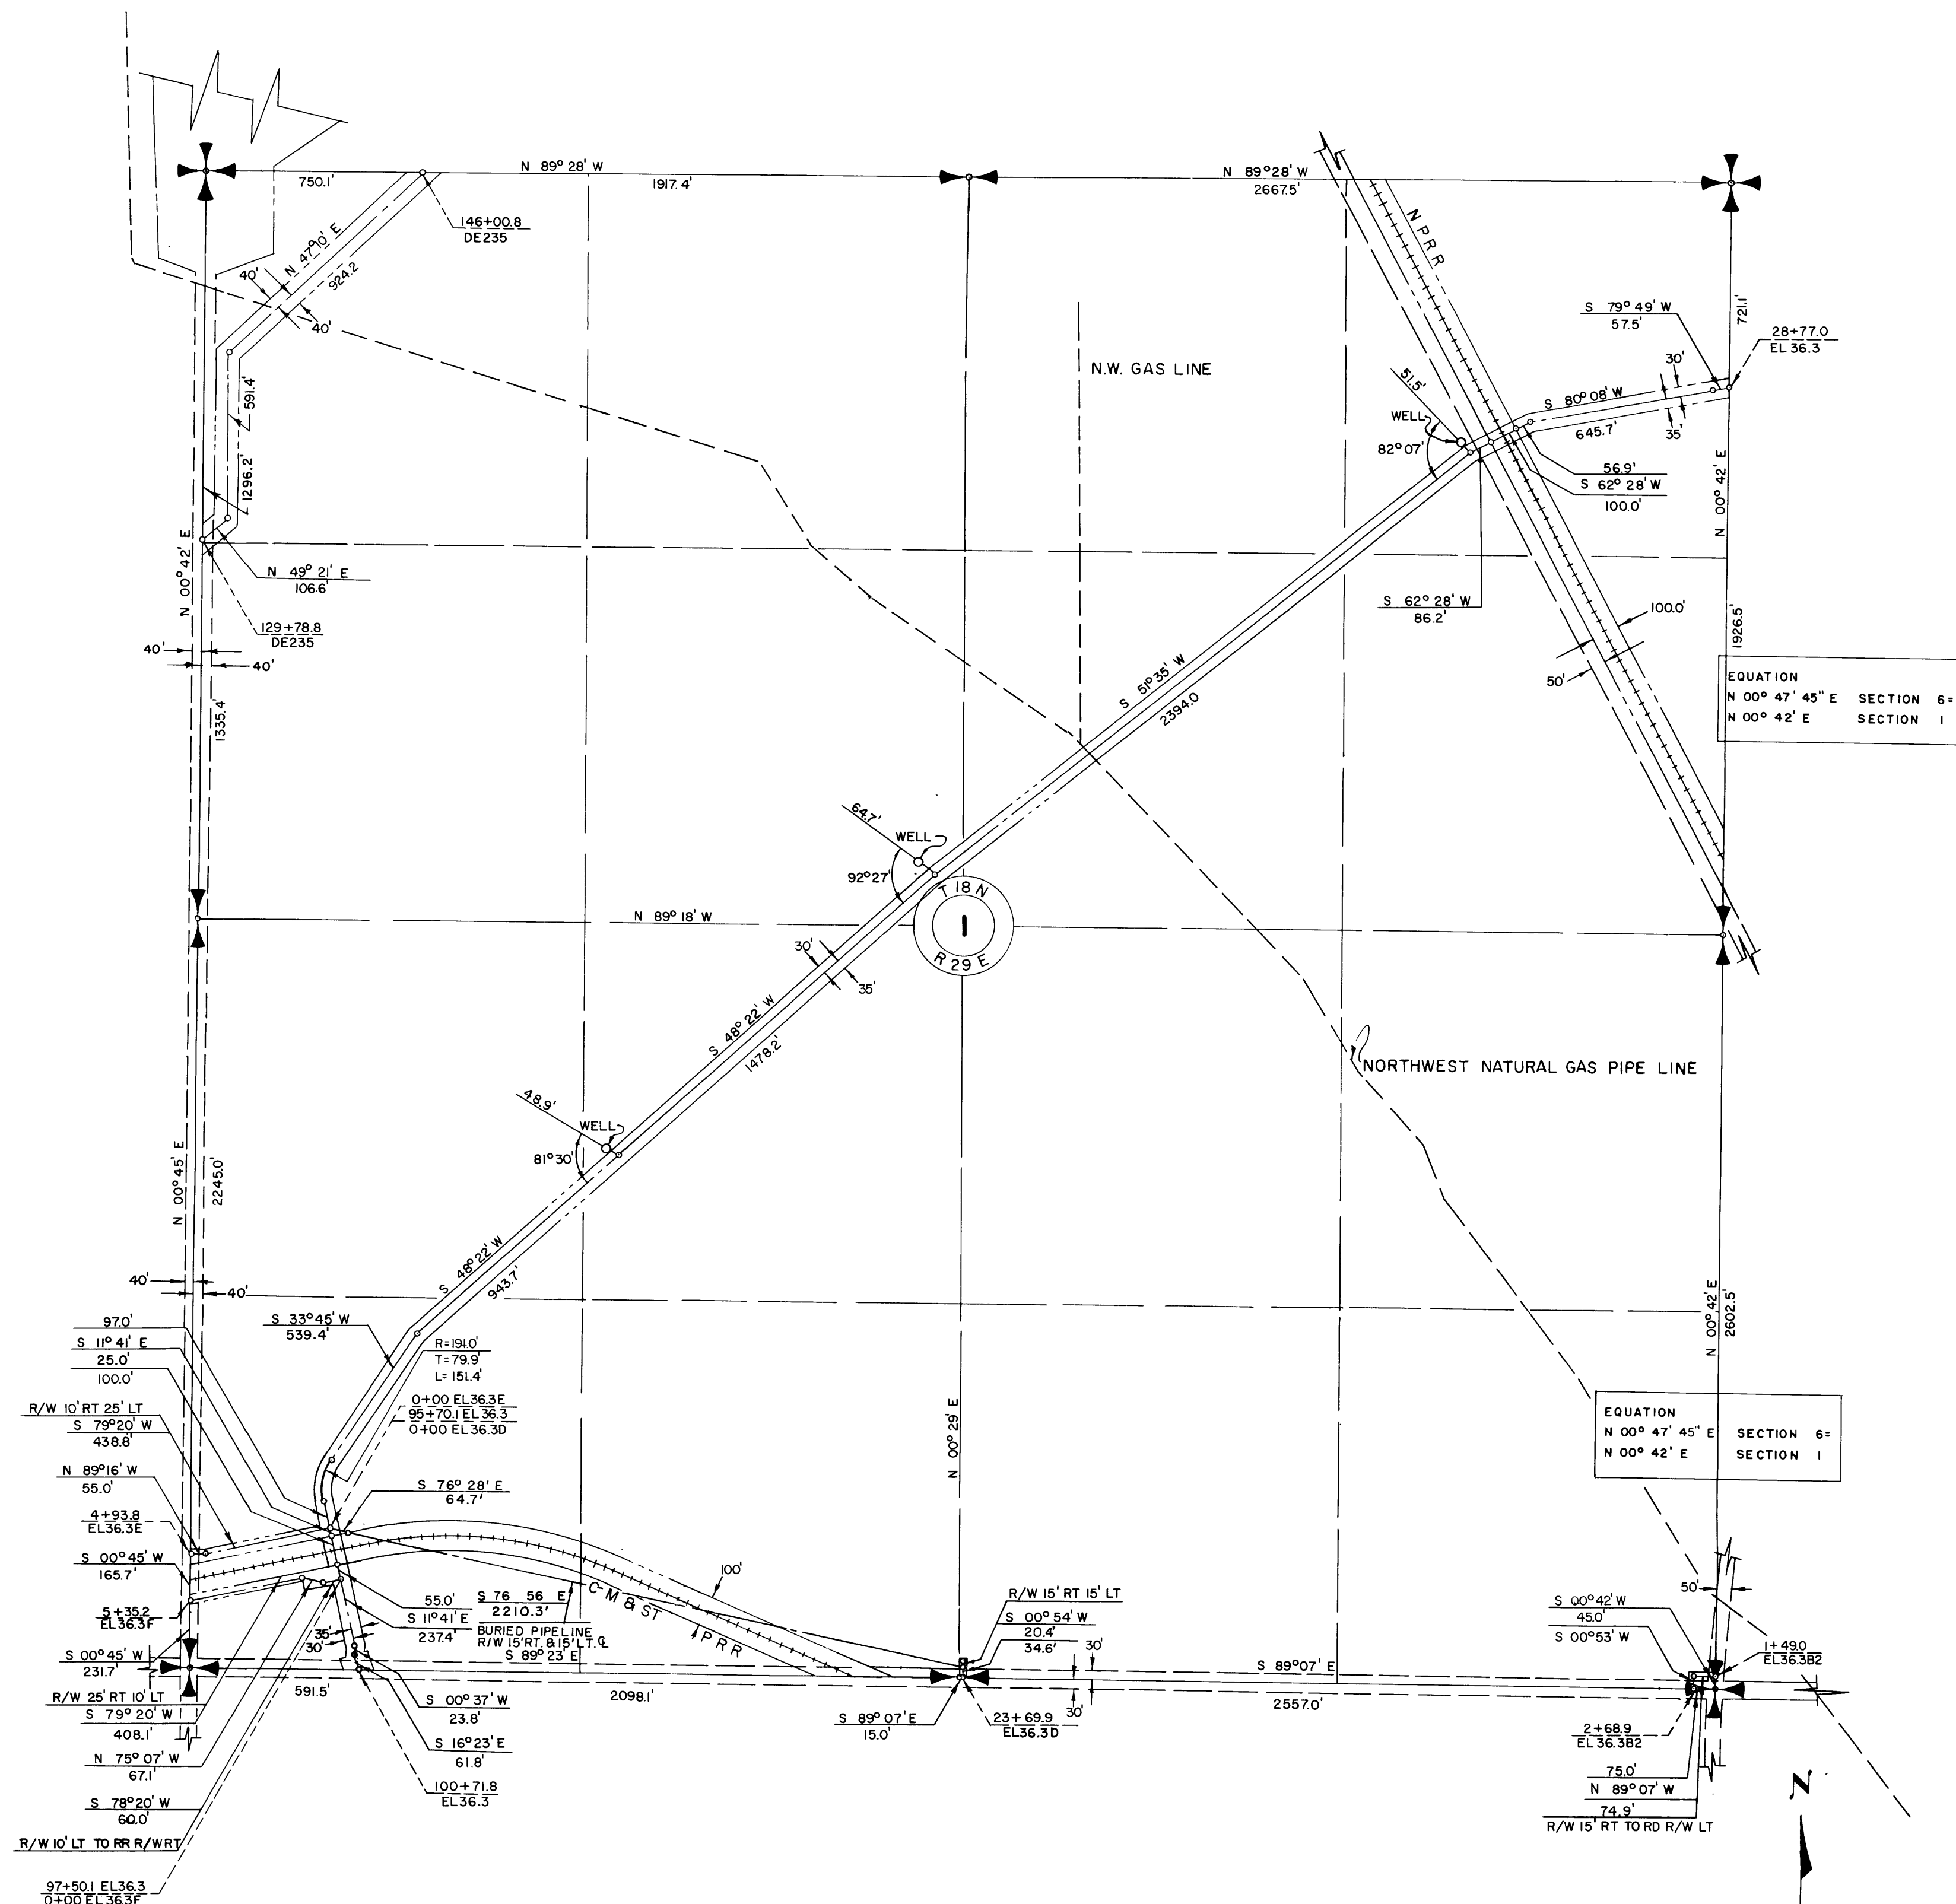 N 89° 28' W
750.1'
1917.4'
N 89° 28' W
2667.5'
146+00.8
DE235
N 47°10' E
924.2
40'
40'
NPRR
S 79° 49' W
57.5'
721.1'
28+77.0
EL 36.3
30'
N.W. GAS LINE
51.5'
WELL
82° 07'
S 80° 08' W
645.7'
35'
591.4'
1296.2'
56.9'
S 62° 28' W
100.0'
N 00° 42' E
N 00° 42' E
N 49° 21' E
106.6'
S 62° 28' W
86.2'
100.0'
129+78.8
DE235
1926.5'
40'
40'
S 51° 35' W
2394.0
50'
EQUATION
N 00° 47' 45" E SECTION 6=
N 00° 42' E SECTION 1
1335.4'
64.7'
WELL
92° 27'
T 18 N
1
R 29 E
N 89° 18' W
30'
35'
S 48° 22' W
1478.2'
NORTHWEST NATURAL GAS PIPE LINE
48.9'
WELL
81° 30'
N 00° 45' E
2245.0'
S 48° 22' W
943.7'
40'
40'
N 00° 42' E
2602.5'
97.0'
S 11° 41' E
25.0'
100.0'
S 33° 45' W
539.4'
R=191.0'
T=79.9'
L=151.4'
0+00 EL36.3E
95+70.1 EL36.3
0+00 EL36.3D
R/W 10' RT 25' LT
S 79° 20' W
438.8'
N 00° 29' E
EQUATION
N 00° 47' 45" E SECTION 6=
N 00° 42' E SECTION 1
N 89° 16' W
55.0'
S 76° 28' E
64.7'
4+93.8
EL36.3E
S 00° 45' W
165.7'
100'
C M & ST
P R R
55.0'
S 11° 41' E
237.4'
S 76 56 E
2210.3'
BURIED PIPELINE
R/W 15' RT. & 15' LT. ℄
S 89° 23' E
R/W 15' RT 15' LT
S 00° 54' W
20.4'
34.6'
30'
50'
S 00° 42' W
45.0'
S 00° 53' W
5+35.2
EL36.3F
35'
30'
S 00° 45' W
231.7'
S 89° 07' E
1+49.0
EL36.3B2
591.5'
2098.1'
2557.0'
30'
R/W 25' RT 10' LT
S 79° 20' W
408.1'
S 00° 37' W
23.8'
S 89° 07' E
15.0'
23+69.9
EL36.3D
2+68.9
EL36.3B2
S 16° 23' E
61.8'
N 75° 07' W
67.1'
100+71.8
EL36.3
75.0'
N 89° 07' W
74.9'
R/W 15' RT TO RD R/W LT
N
S 78° 20' W
60.0'
R/W 10' LT TO RR R/W RT
97+50.1 EL36.3
0+00 EL36.3F